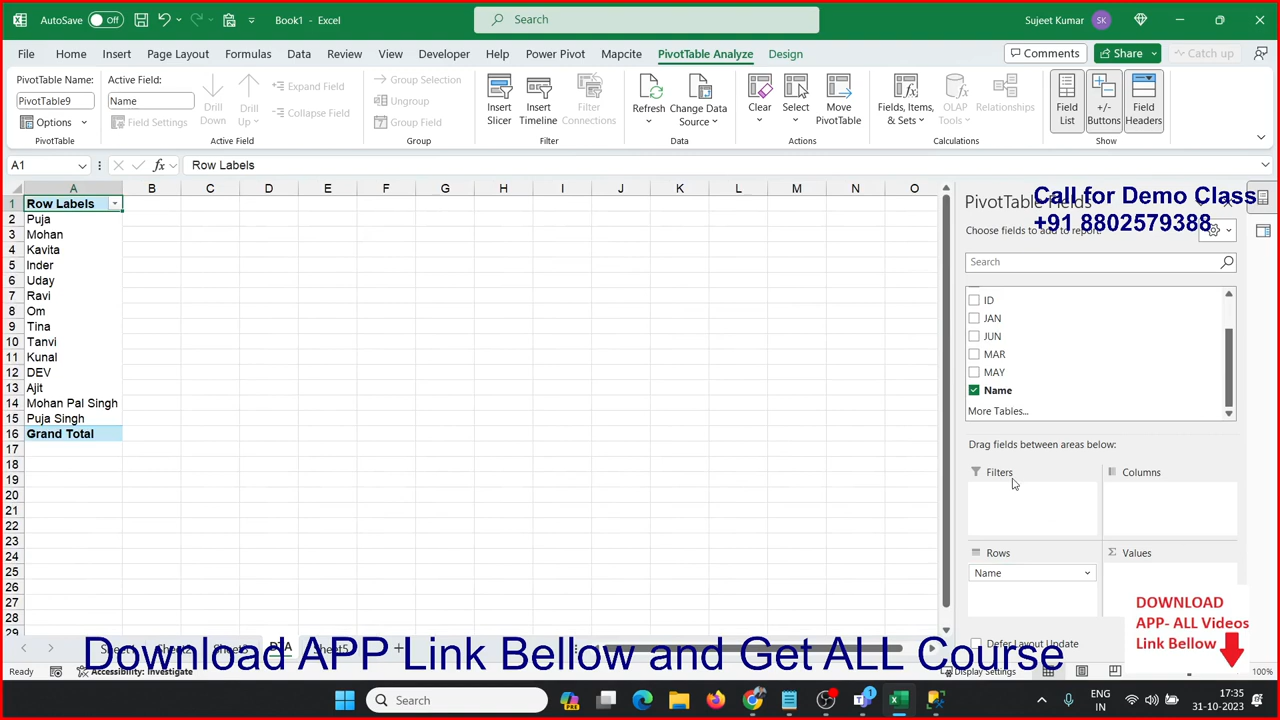 AutoSave Off Book1 - Excel Search Sujeet Kumar SK
File Home Insert Page Layout Formulas Data Review View Developer Help Power Pivot Mapcite PivotTable Analyze Design Comments Share Catch up
PivotTable Name:
PivotTable9
Options
PivotTable
Active Field:
Name
Field Settings
Drill
Down
Drill
Up
Expand Field
Collapse Field
Active Field
Group Selection
Ungroup
Group Field
Group
Insert
Slicer
Insert
Timeline
Filter
Connections
Filter
Refresh
Change Data
Source
Data
Clear
Select
Move
PivotTable
Actions
Fields, Items,
& Sets
OLAP
Tools
Relationships
Calculations
Field
List
+/-
Buttons
Field
Headers
Show
A1 fx Row Labels
A B C D E F G H I J K L M N O
1 Row Labels
2 Puja
3 Mohan
4 Kavita
5 Inder
6 Uday
7 Ravi
8 Om
9 Tina
10 Tanvi
11 Kunal
12 DEV
13 Ajit
14 Mohan Pal Singh
15 Puja Singh
16 Grand Total
17
18
19
20
21
22
23
24
25
26
27
28
29
PivotTable Fields
Call for Demo Class
+91 8802579388
Choose fields to add to report:
Search
ID
JAN
JUN
MAR
MAY
Name
More Tables...
Drag fields between areas below:
Filters
Columns
Rows
Values
Name
DOWNLOAD
APP- ALL Videos
Link Bellow
Defer Layout Update
Download APP Link Bellow and Get ALL Course
Ready Accessibility: Investigate Display Settings 100%
Search PRE 1 ENG
IN
17:35
31-10-2023